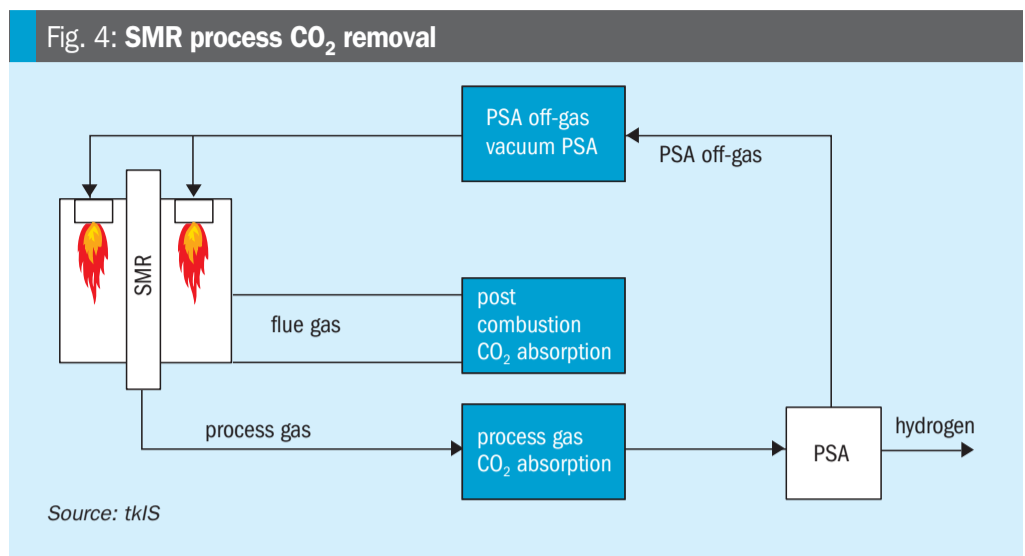 Fig. 4: SMR process CO₂ removal
PSA off-gas
vacuum PSA
PSA off-gas
SMR
flue gas
post
combustion
CO₂ absorption
process gas
process gas
CO₂ absorption
PSA
hydrogen
Source: tkIS